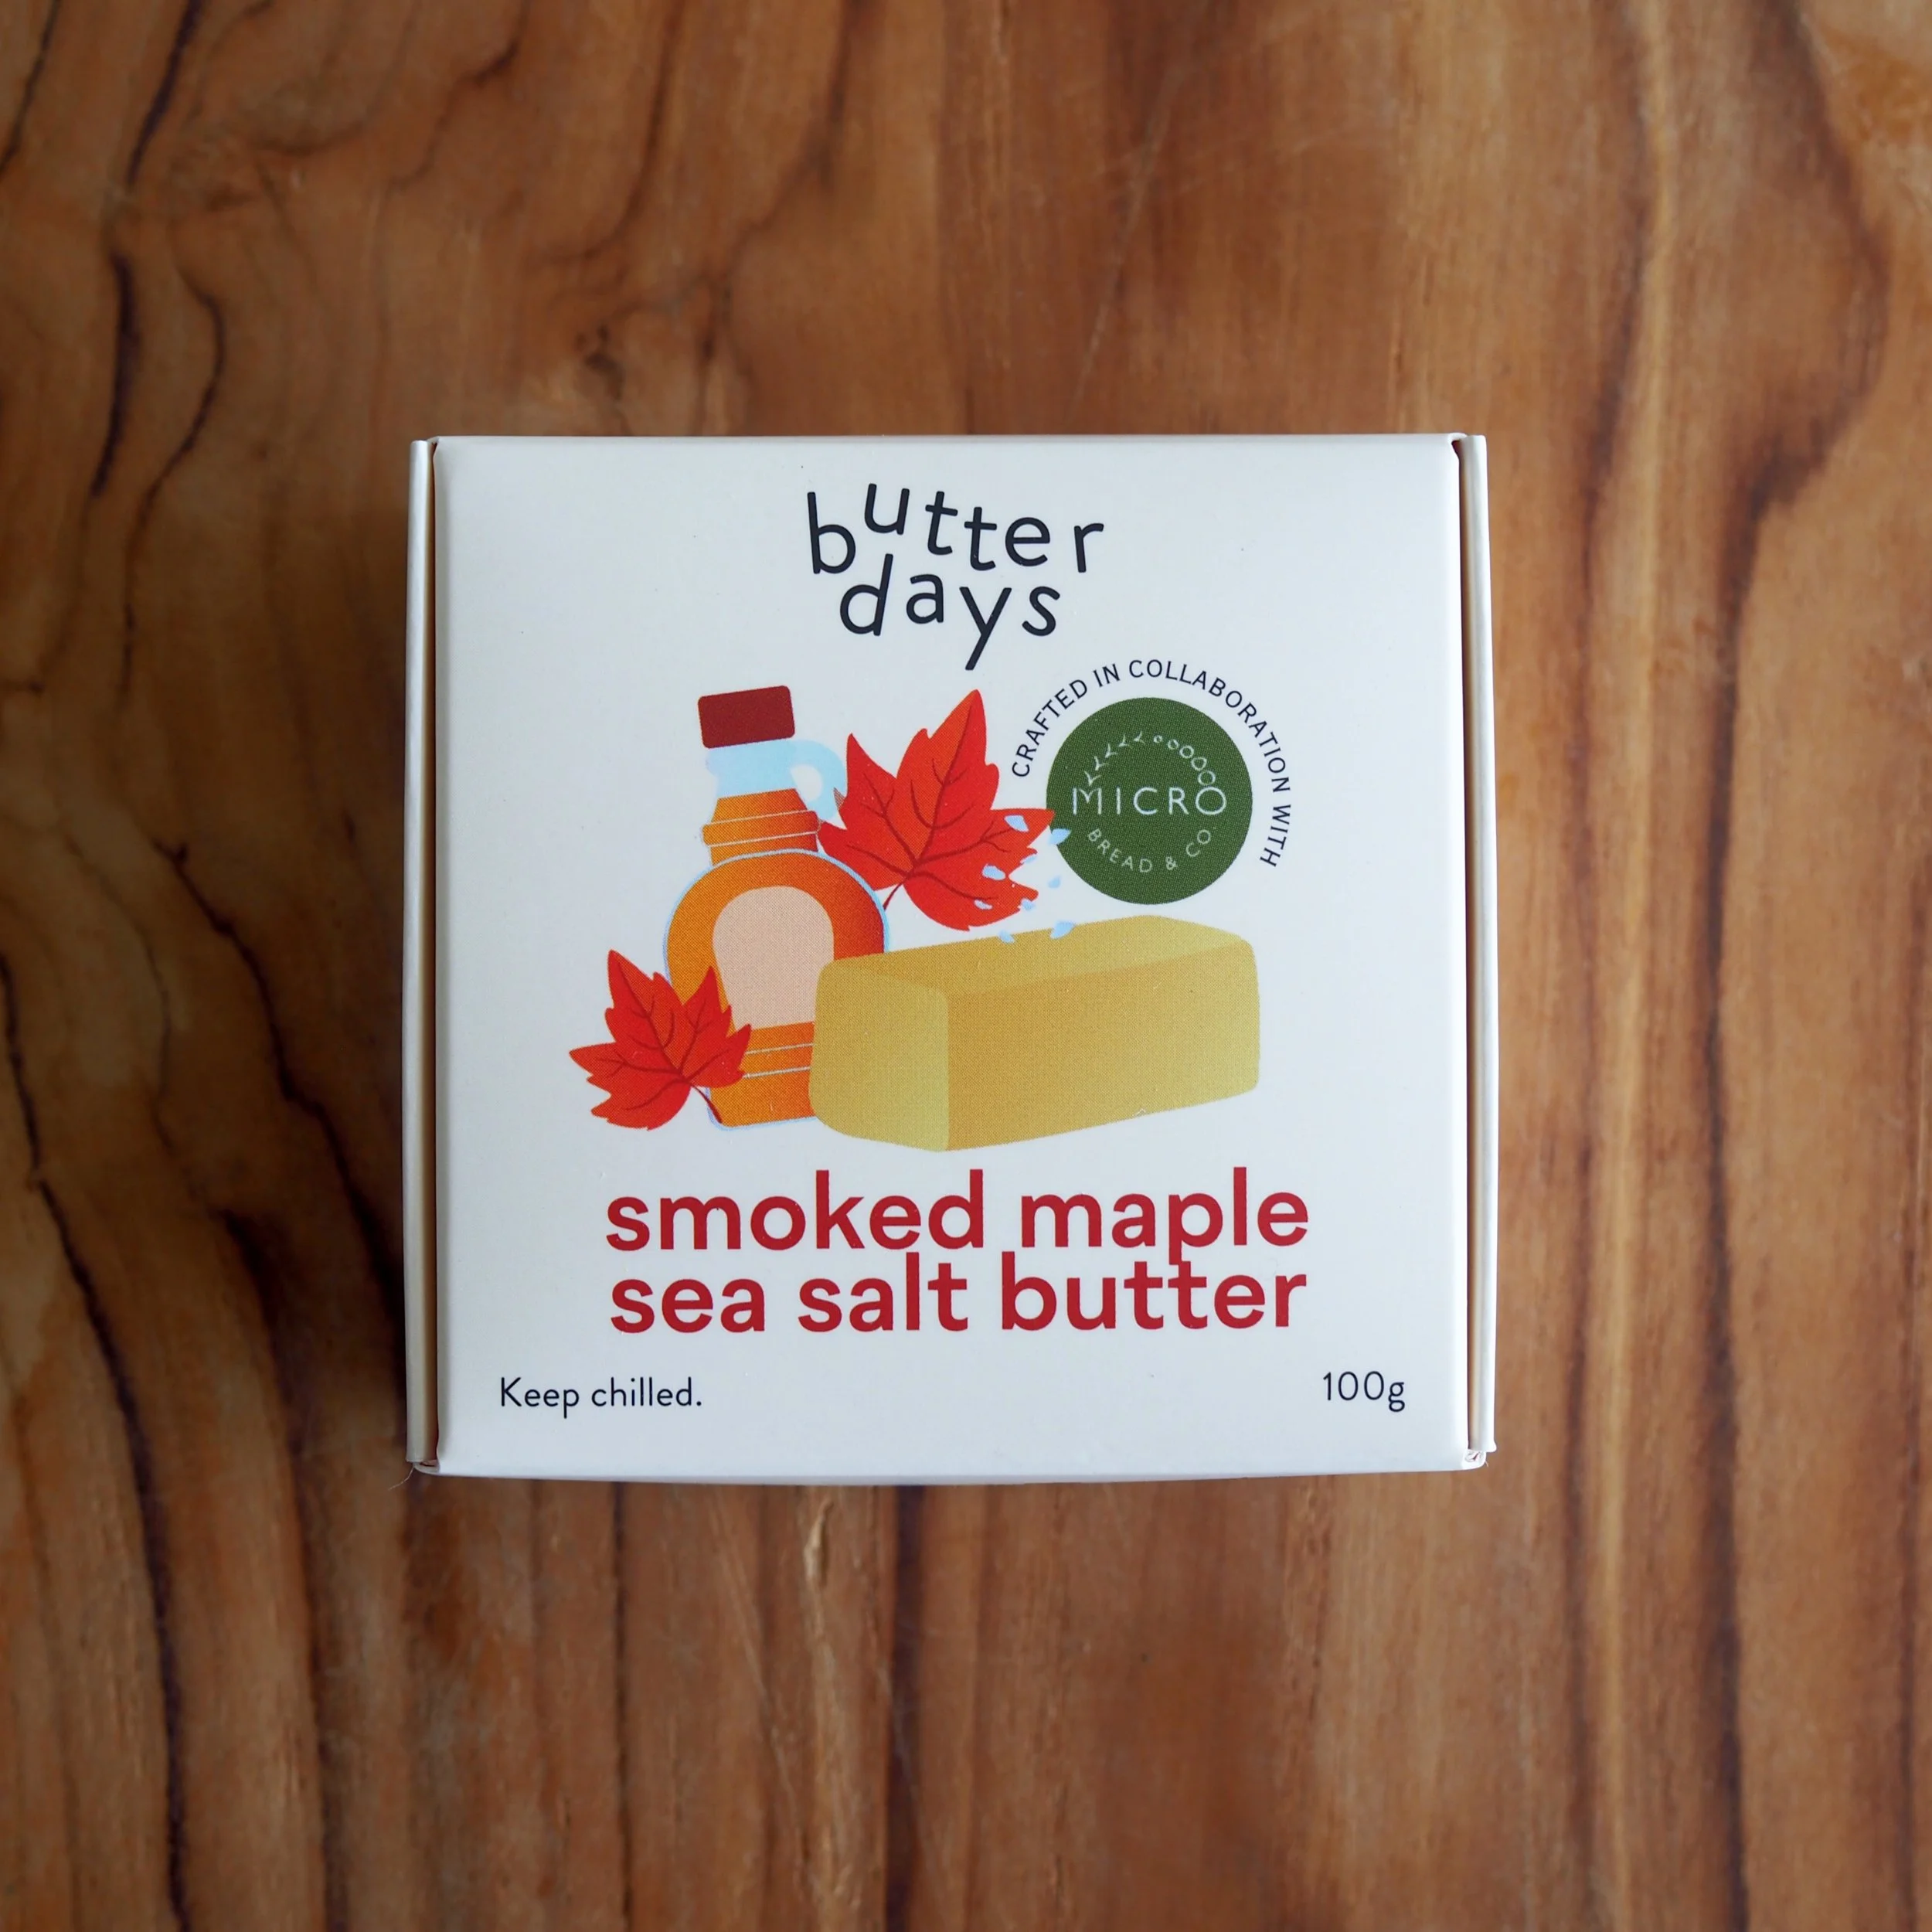 butter
days
CRAFTED IN COLLABORATION WITH
MICRO
BREAD & CO
smoked maple
sea salt butter
Keep chilled.
100g